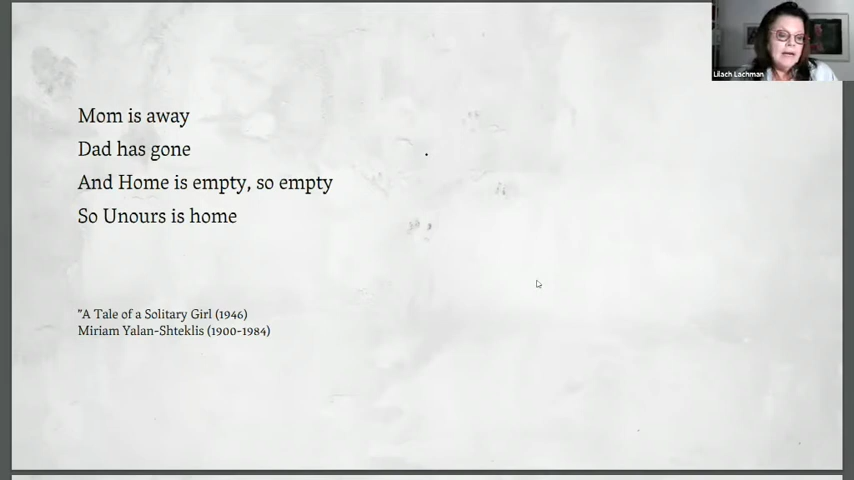 Mom is away
Dad has gone
And Home is empty, so empty
So Unours is home
"A Tale of a Solitary Girl (1946)
Miriam Yalan-Shteklis (1900-1984)
Lilach Lachman